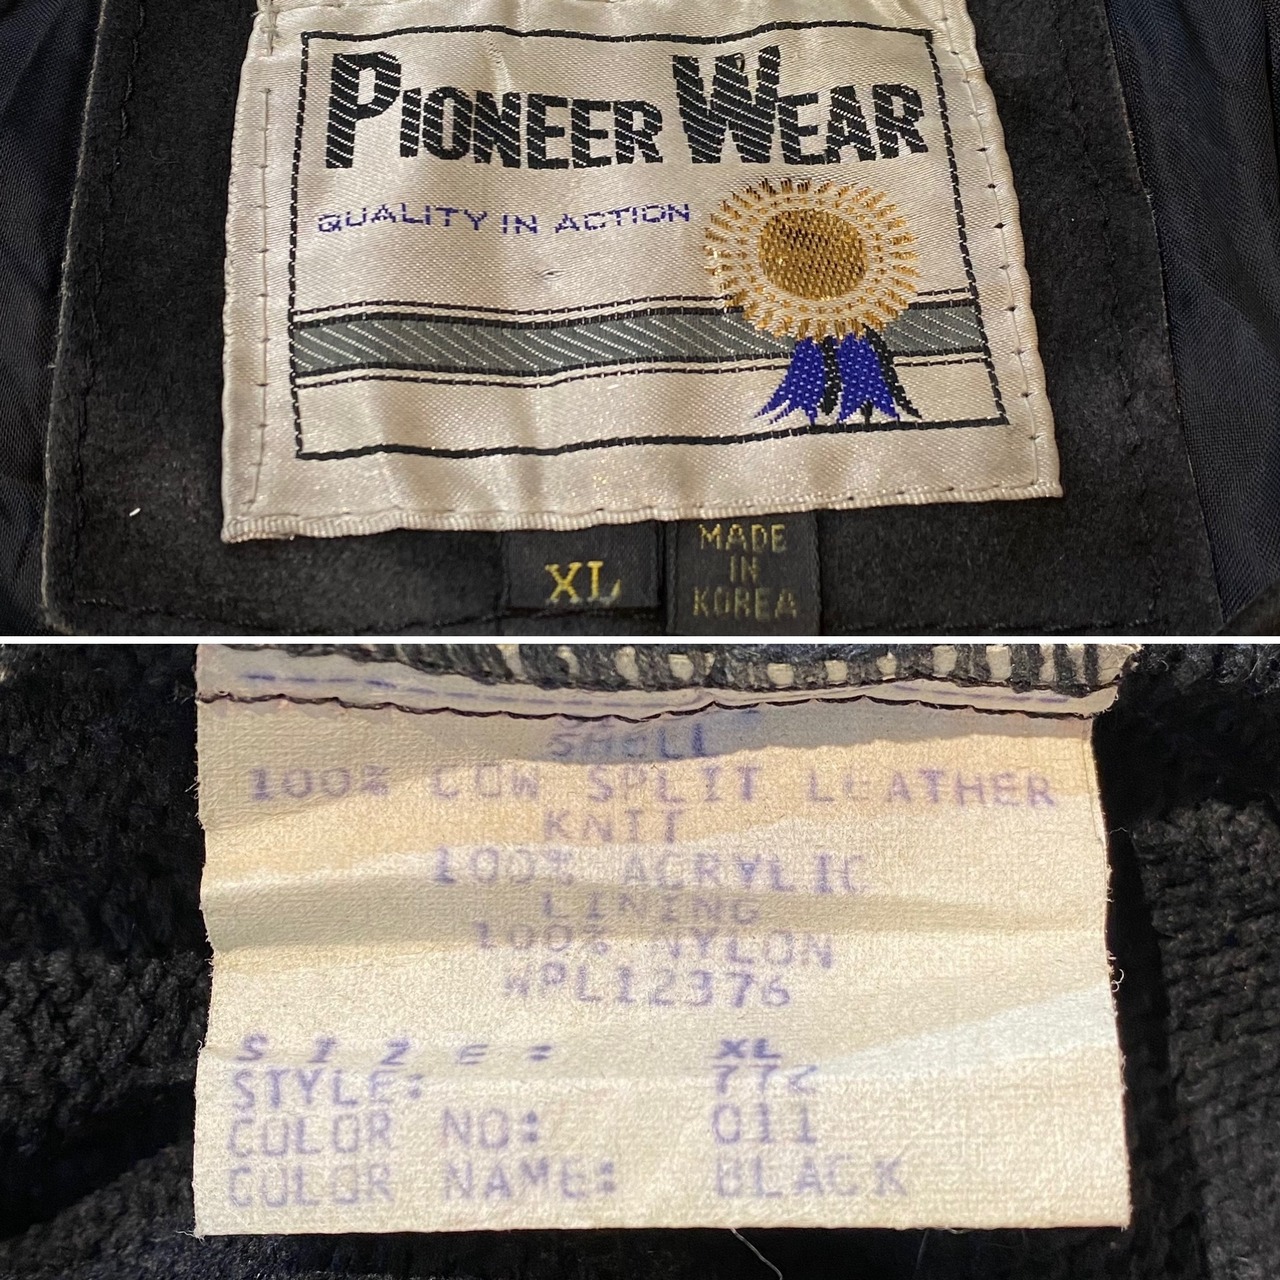 PIONEER WEAR
QUALITY IN ACTION
XL
MADE
IN
KOREA
SHELL
100% COW SPLIT LEATHER
KNIT
100% ACRYLIC
LINING
100% NYLON
WPL12376
SIZE: XL
STYLE:
COLOR NO: 011
COLOR NAME: BLACK